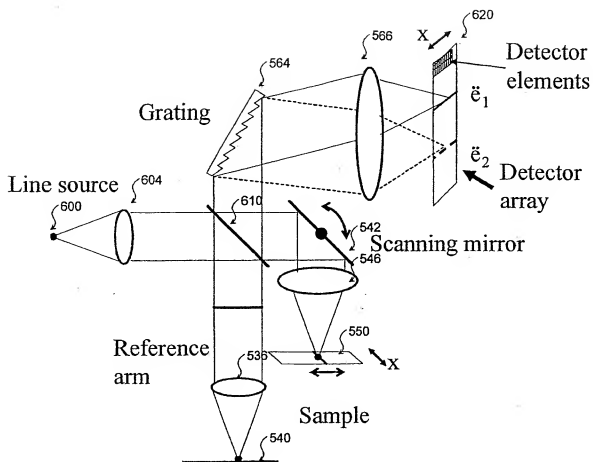 620
X
566
564
Detector
elements
Grating
ë1
ë2
Detector
array
Line source
604
600
610
542
Scanning mirror
546
550
X
Reference
arm
536
Sample
540